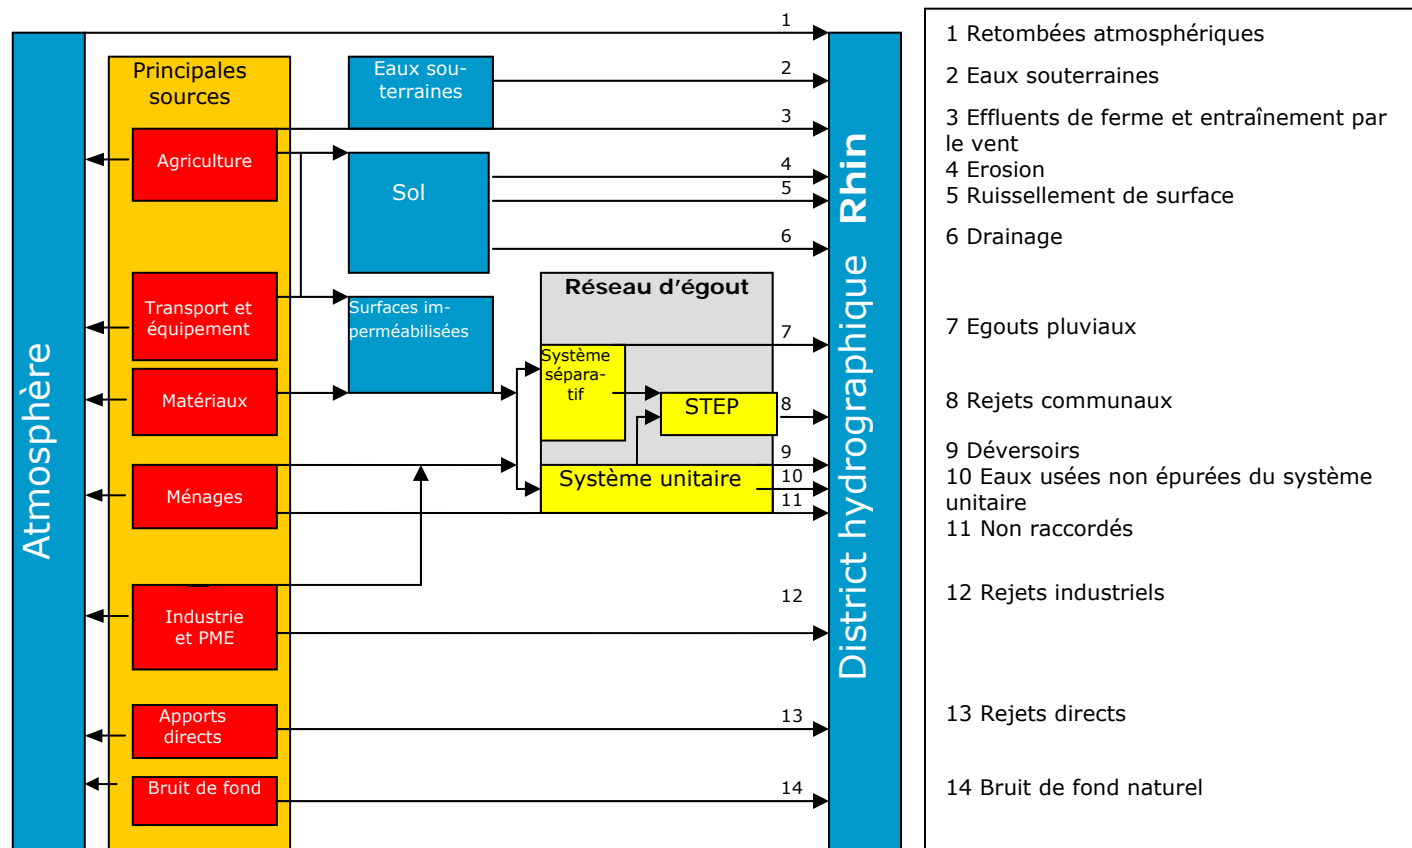 Atmosphère
Principales
sources
Agriculture
Transport et
équipement
Matériaux
Ménages
Industrie
et PME
Apports
directs
Bruit de fond
Eaux sou-
terraines
Sol
Surfaces im-
perméabilisées
Réseau d'égout
Système
sépara-
tif
STEP
Système unitaire
1
2
3
4
5
6
7
8
9
10
11
12
13
14
District hydrographique Rhin
1 Retombées atmosphériques
2 Eaux souterraines
3 Effluents de ferme et entraînement par
le vent
4 Erosion
5 Ruissellement de surface
6 Drainage
7 Egouts pluviaux
8 Rejets communaux
9 Déversoirs
10 Eaux usées non épurées du système
unitaire
11 Non raccordés
12 Rejets industriels
13 Rejets directs
14 Bruit de fond naturel